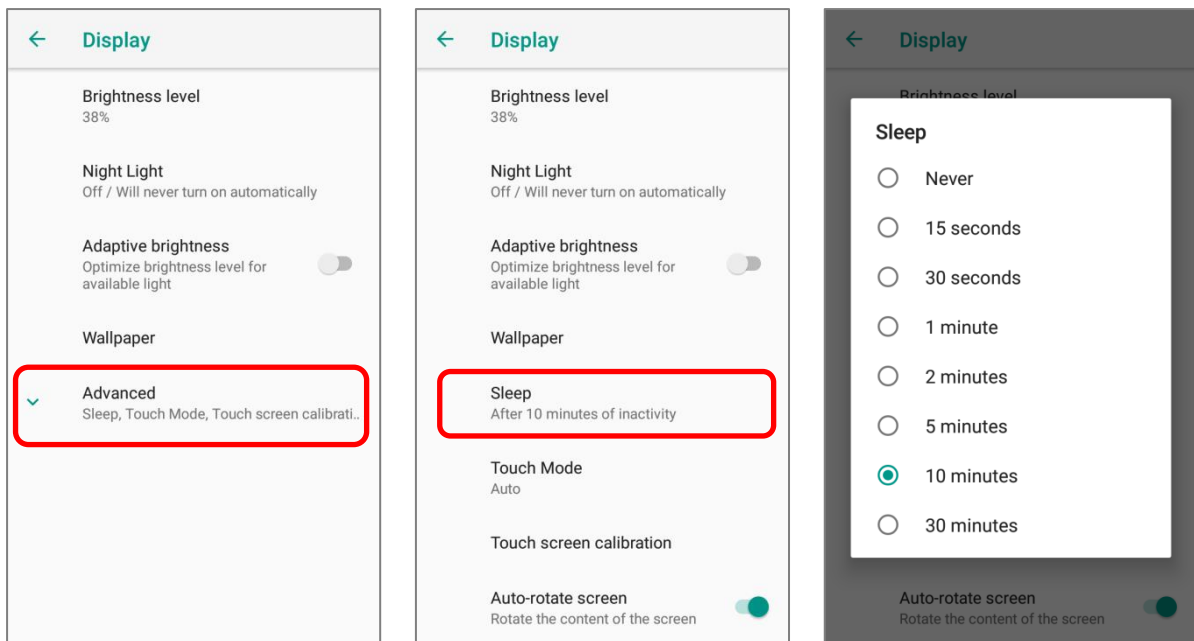 Display
Brightness level
38%
Night Light
Off / Will never turn on automatically
Adaptive brightness
Optimize brightness level for
available light
Wallpaper
Advanced
Sleep, Touch Mode, Touch screen calibrati..
Display
Brightness level
38%
Night Light
Off / Will never turn on automatically
Adaptive brightness
Optimize brightness level for
available light
Wallpaper
Sleep
After 10 minutes of inactivity
Touch Mode
Auto
Touch screen calibration
Auto-rotate screen
Rotate the content of the screen
Display
Brightness level
Sleep
Never
15 seconds
30 seconds
1 minute
2 minutes
5 minutes
10 minutes
30 minutes
Auto-rotate screen
Rotate the content of the screen